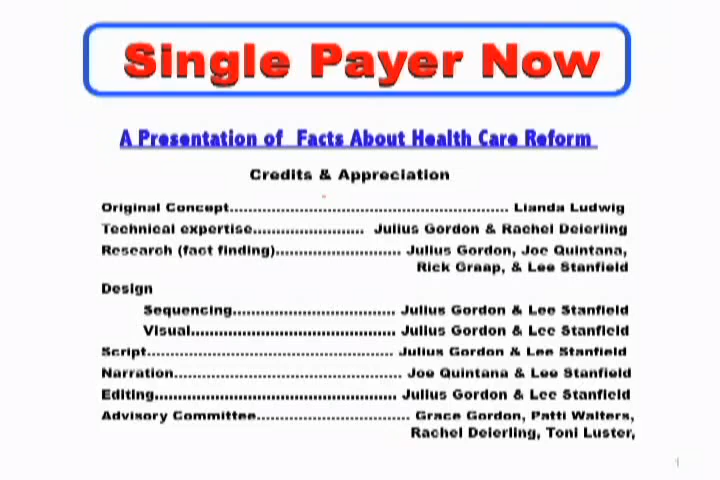 Single Payer Now
A Presentation of Facts About Health Care Reform
Credits & Appreciation
Original Concept.................................................................. Lianda Ludwig
Technical expertise.......................... Julius Gordon & Rachel Deierling
Research (fact finding).............................. Julius Gordon, Joe Quintana,
Rick Graap, & Lee Stanfield
Design
Sequencing...................................... Julius Gordon & Lee Stanfield
Visual................................................ Julius Gordon & Lee Stanfield
Script.......................................................... Julius Gordon & Lee Stanfield
Narration...................................................... Joe Quintana & Lee Stanfield
Editing.......................................................... Julius Gordon & Lee Stanfield
Advisory Committee.................................... Grace Gordon, Patti Walters,
Rachel Deierling, Toni Luster,
1